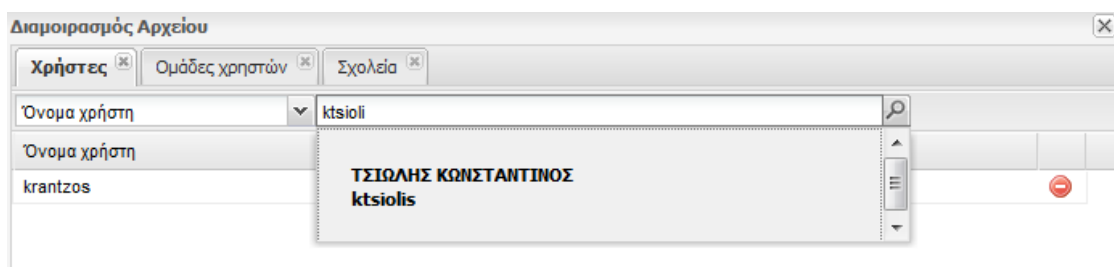 Διαμοιρασμός Αρχείου
Χρήστες Ομάδες χρηστών Σχολεία
Όνομα χρήστη ktsioli
Όνομα χρήστη
ΤΣΙΩΛΗΣ ΚΩΝΣΤΑΝΤΙΝΟΣ
krantzos
ktsiolis